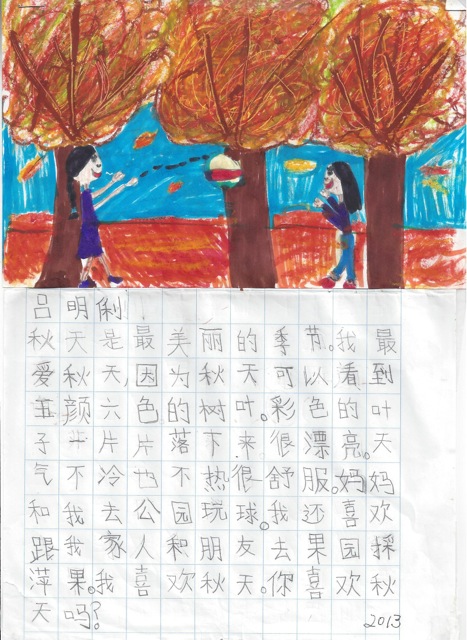 吕明俐
秋天是最美丽的季节。我最
爱秋天,因为秋天可以看到
五颜六色的树叶。彩色的叶
子一片片落下来很漂亮。天
气不冷也不热很舒服。妈妈
和我去公园玩球。我还喜欢
跟我家人和朋友去果园採
萍果。我喜欢秋天。你喜欢秋
天吗?
2013